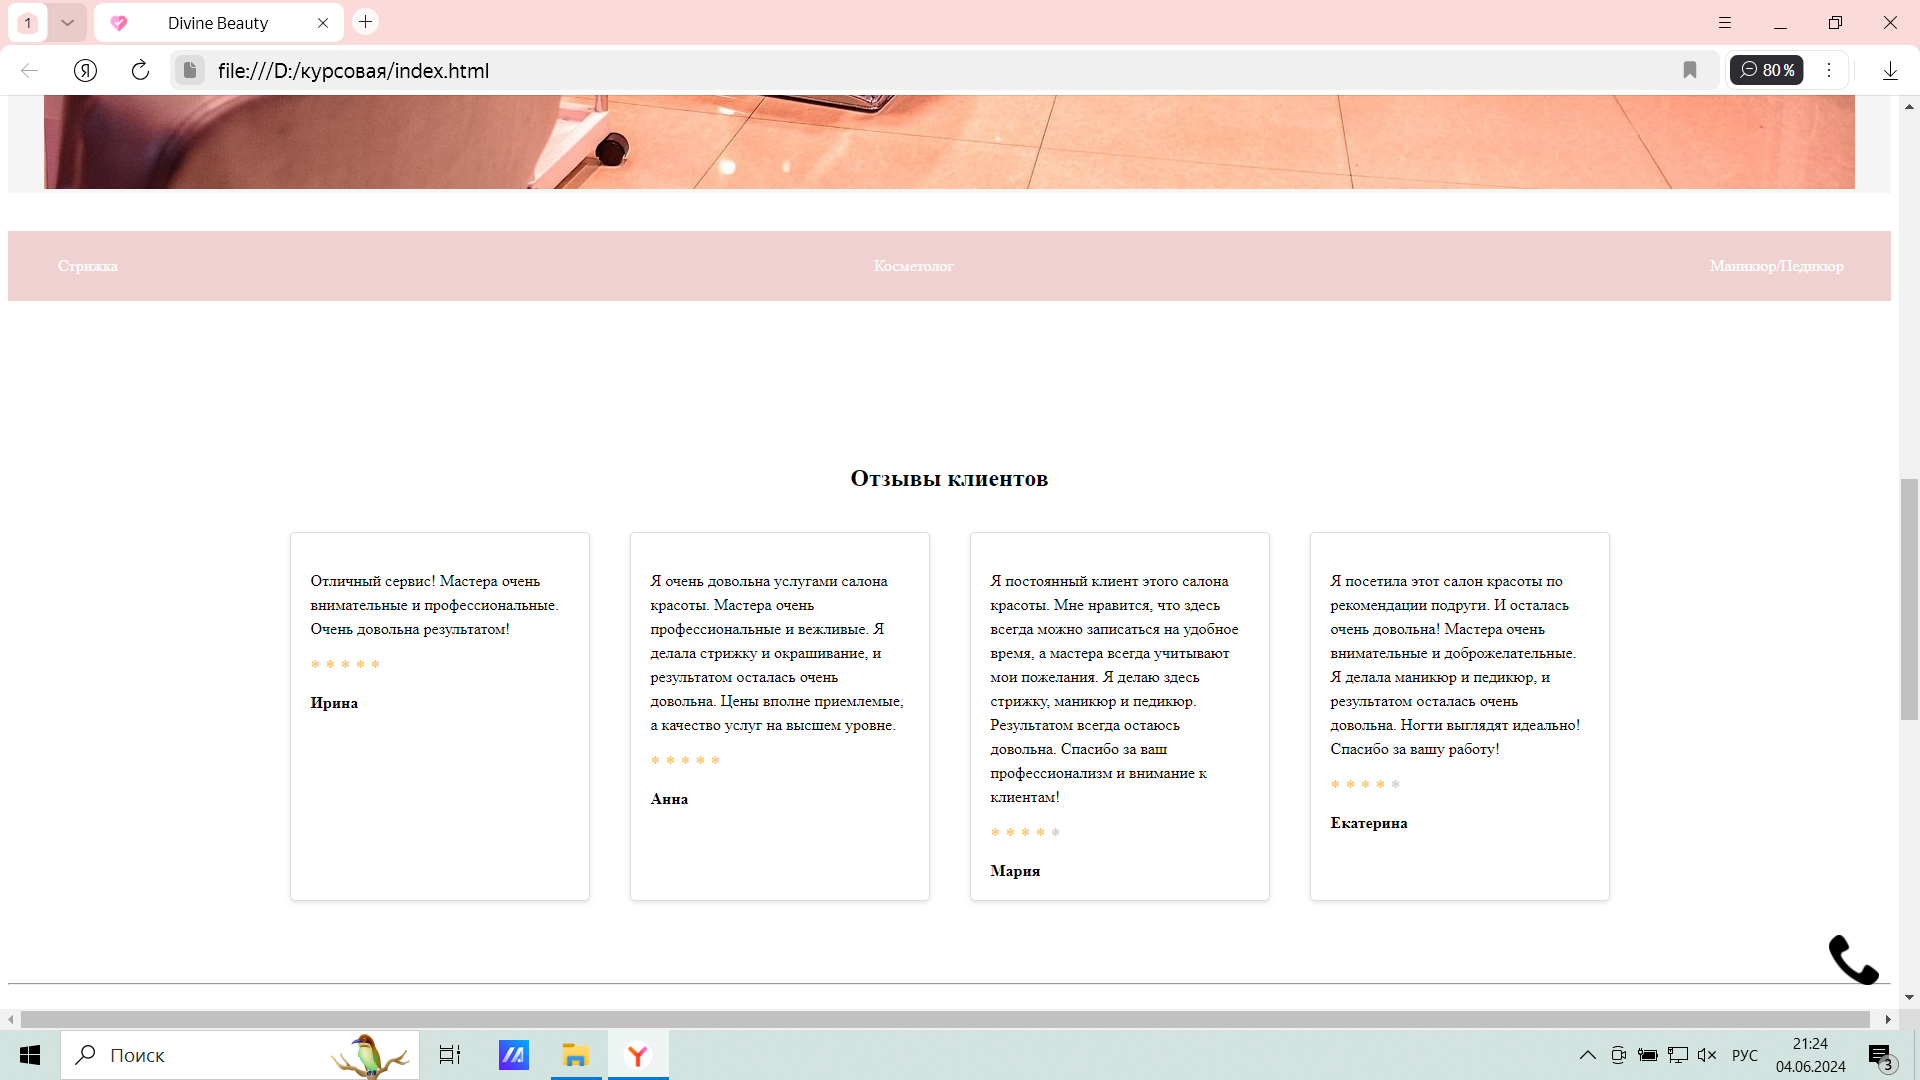 1
Divine Beauty
Я
file:///D:/курсовая/index.html
80 %
Стрижка
Косметолог
Маникюр/Педикюр
Отзывы клиентов
Отличный сервис! Мастера очень
внимательные и профессиональные.
Очень довольна результатом!
* * * * *
Ирина
Я очень довольна услугами салона
красоты. Мастера очень
профессиональные и вежливые. Я
делала стрижку и окрашивание, и
результатом осталась очень
довольна. Цены вполне приемлемые,
а качество услуг на высшем уровне.
* * * * *
Анна
Я постоянный клиент этого салона
красоты. Мне нравится, что здесь
всегда можно записаться на удобное
время, а мастера всегда учитывают
мои пожелания. Я делаю здесь
стрижку, маникюр и педикюр.
Результатом всегда остаюсь
довольна. Спасибо за ваш
профессионализм и внимание к
клиентам!
* * * * *
Мария
Я посетила этот салон красоты по
рекомендации подруги. И осталась
очень довольна! Мастера очень
внимательные и доброжелательные.
Я делала маникюр и педикюр, и
результатом осталась очень
довольна. Ногти выглядят идеально!
Спасибо за вашу работу!
* * * * *
Екатерина
Поиск
РУС
21:24
04.06.2024
3